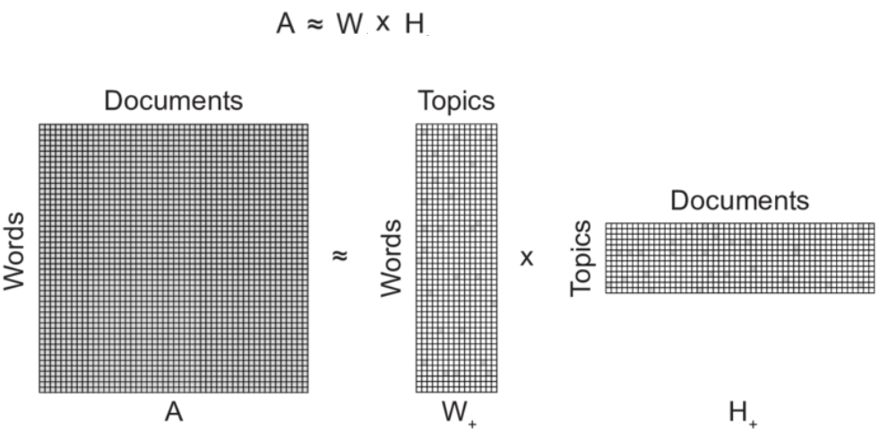 A ≈ W x H
Documents
Topics
Documents
Words
≈
Words
x
Topics
A
W+
H+